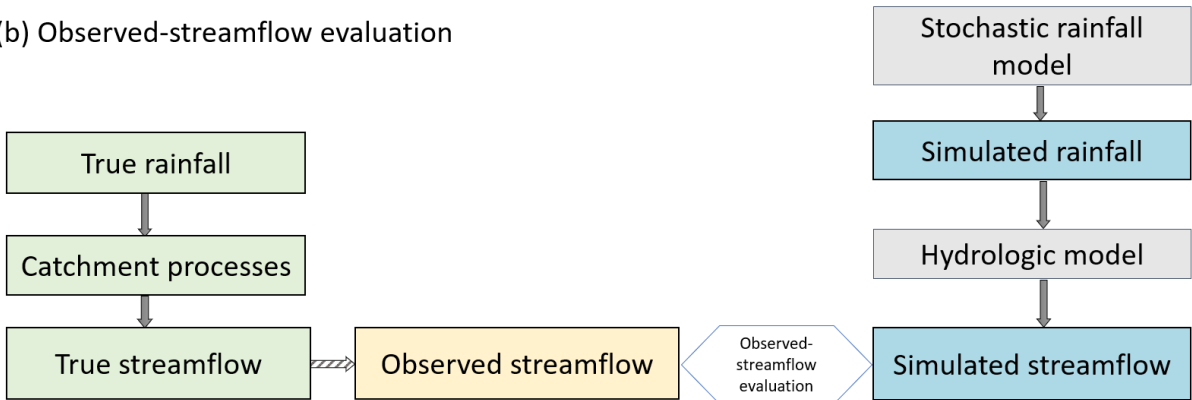 (b) Observed-streamflow evaluation
Stochastic rainfall
model
True rainfall
Simulated rainfall
Catchment processes
Hydrologic model
True streamflow
Observed streamflow
Observed-
streamflow
evaluation
Simulated streamflow